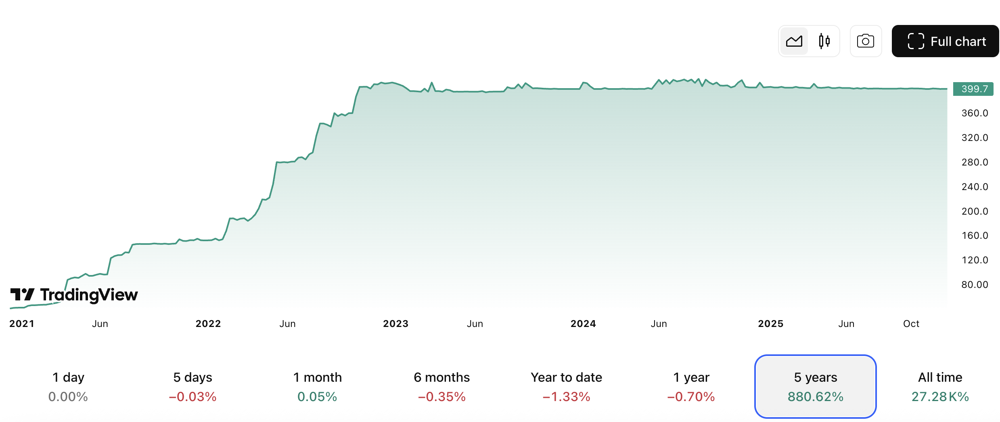 Full chart
399.7
360.0
320.0
280.0
240.0
200.0
160.0
120.0
80.00
TradingView
2021 Jun 2022 Jun 2023 Jun 2024 Jun 2025 Jun Oct
1 day 5 days 1 month 6 months Year to date 1 year 5 years All time
0.00% −0.03% 0.05% −0.35% −1.33% −0.70% 880.62% 27.28K%